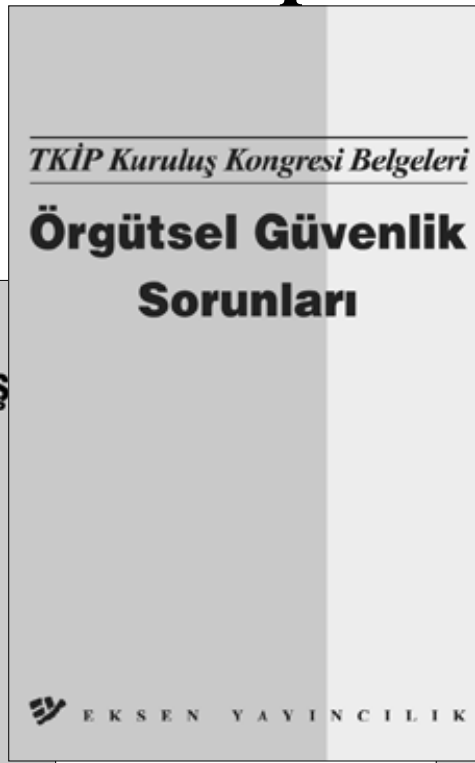 TKİP Kuruluş Kongresi Belgeleri
Örgütsel Güvenlik
Sorunları
EKSEN YAYINCILIK